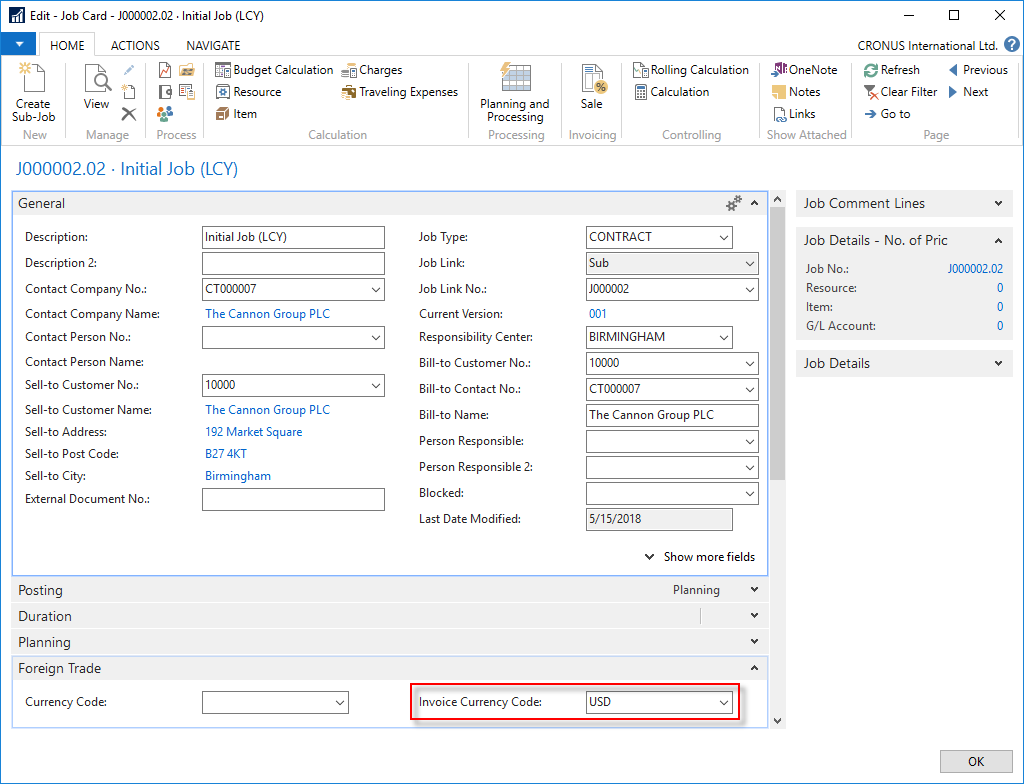 Edit - Job Card - J000002.02 · Initial Job (LCY)
HOME ACTIONS NAVIGATE CRONUS International Ltd. ?
Create Sub-Job
New
View
Manage
Process
Budget Calculation Charges
Resource Traveling Expenses
Item
Calculation
Planning and Processing
Processing
Sale
Invoicing
Rolling Calculation
Calculation
Controlling
OneNote
Notes
Links
Show Attached
Refresh Previous
Clear Filter Next
Go to
Page
J000002.02 · Initial Job (LCY)
General
Description: Initial Job (LCY)
Description 2:
Contact Company No.: CT000007
Contact Company Name: The Cannon Group PLC
Contact Person No.:
Contact Person Name:
Sell-to Customer No.: 10000
Sell-to Customer Name: The Cannon Group PLC
Sell-to Address: 192 Market Square
Sell-to Post Code: B27 4KT
Sell-to City: Birmingham
External Document No.:
Job Type: CONTRACT
Job Link: Sub
Job Link No.: J000002
Current Version: 001
Responsibility Center: BIRMINGHAM
Bill-to Customer No.: 10000
Bill-to Contact No.: CT000007
Bill-to Name: The Cannon Group PLC
Person Responsible:
Person Responsible 2:
Blocked:
Last Date Modified: 5/15/2018
Show more fields
Posting Planning
Duration
Planning
Foreign Trade
Currency Code: Invoice Currency Code: USD
Job Comment Lines
Job Details - No. of Pric
Job No.: J000002.02
Resource: 0
Item: 0
G/L Account: 0
Job Details
OK